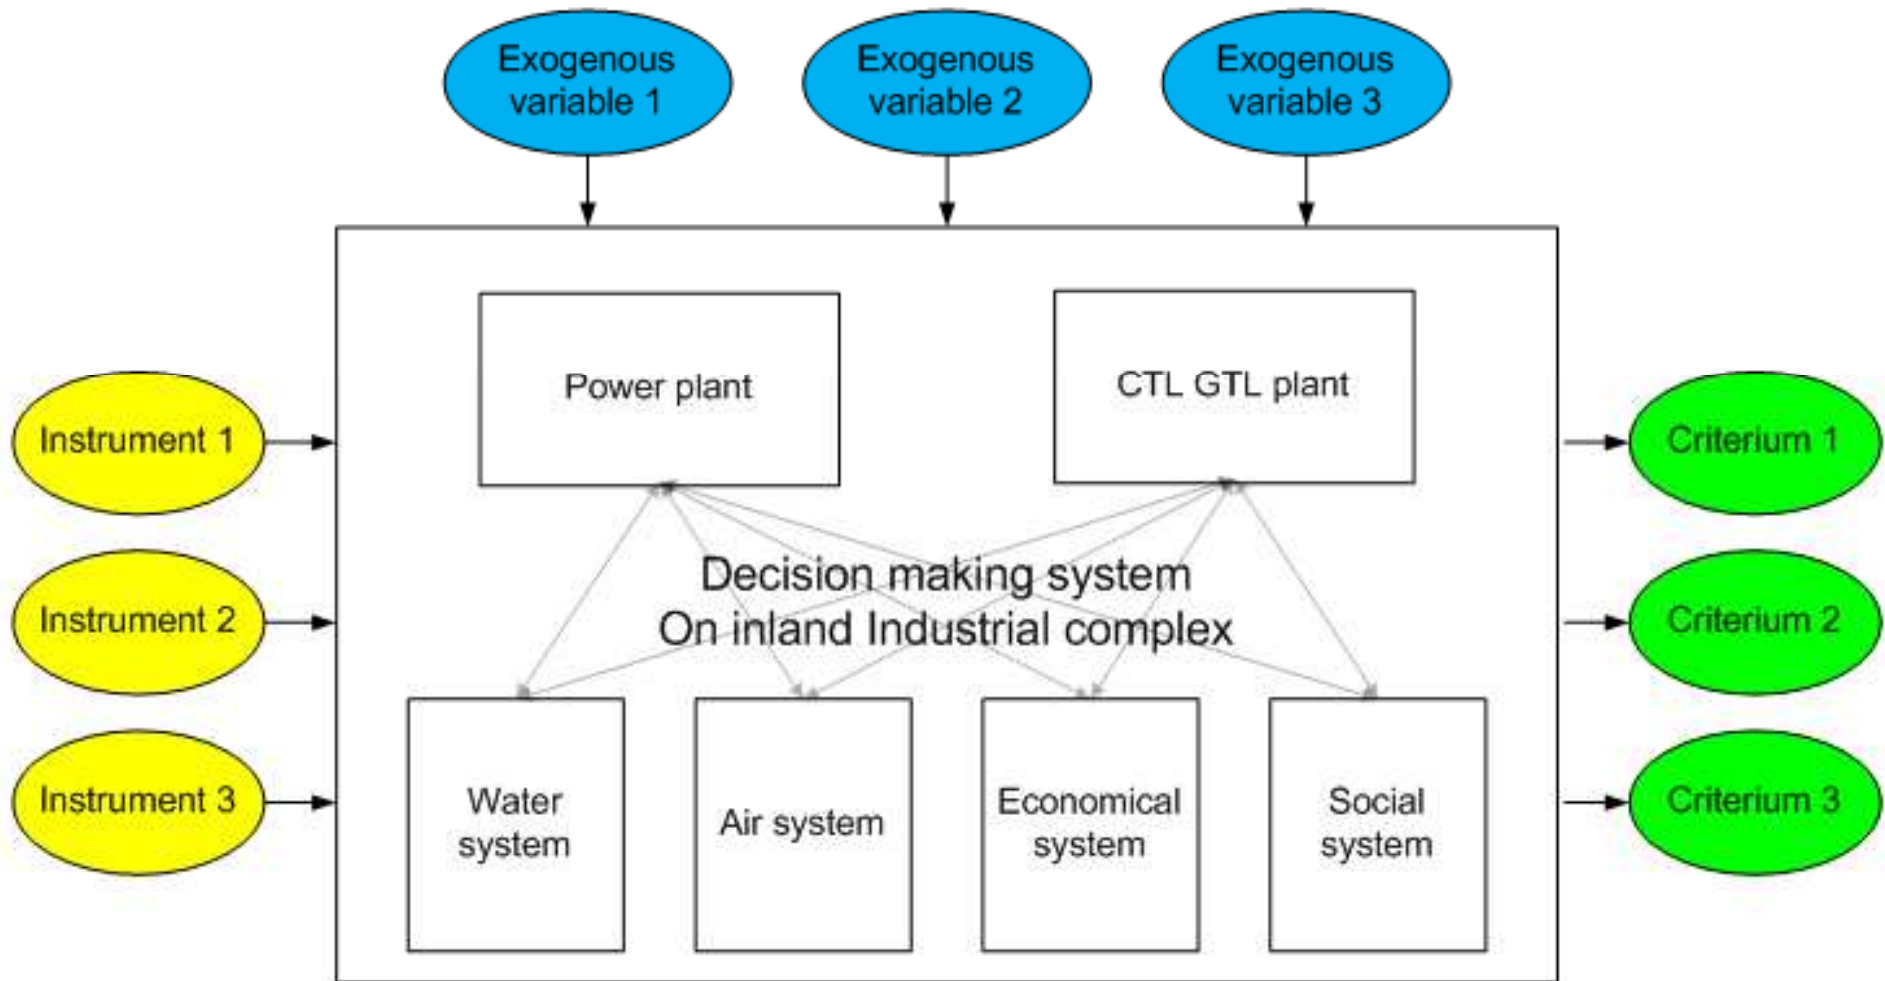 Exogenous
variable 1
Exogenous
variable 2
Exogenous
variable 3
Power plant
CTL GTL plant
Instrument 1
Instrument 2
Instrument 3
Decision making system
On inland Industrial complex
Water
system
Air system
Economical
system
Social
system
Criterium 1
Criterium 2
Criterium 3